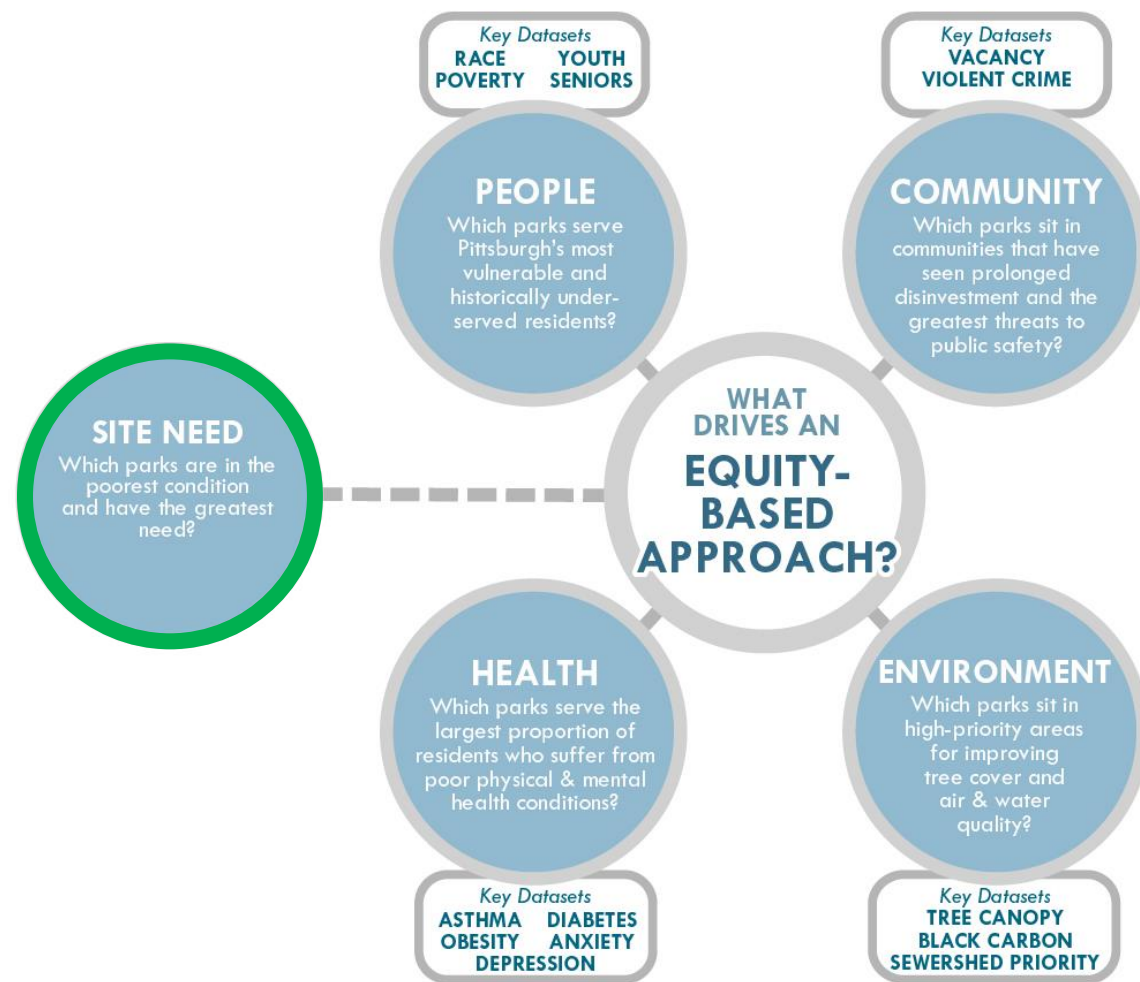 Key Datasets
RACE YOUTH
POVERTY SENIORS
PEOPLE
Which parks serve
Pittsburgh's most
vulnerable and
historically under-
served residents?
Key Datasets
VACANCY
VIOLENT CRIME
COMMUNITY
Which parks sit in
communities that have
seen prolonged
disinvestment and the
greatest threats to
public safety?
SITE NEED
Which parks are in the
poorest condition
and have the greatest
need?
WHAT
DRIVES AN
EQUITY-
BASED
APPROACH?
HEALTH
Which parks serve the
largest proportion of
residents who suffer from
poor physical & mental
health conditions?
Key Datasets
ASTHMA DIABETES
OBESITY ANXIETY
DEPRESSION
ENVIRONMENT
Which parks sit in
high-priority areas
for improving
tree cover and
air & water
quality?
Key Datasets
TREE CANOPY
BLACK CARBON
SEWERSHED PRIORITY